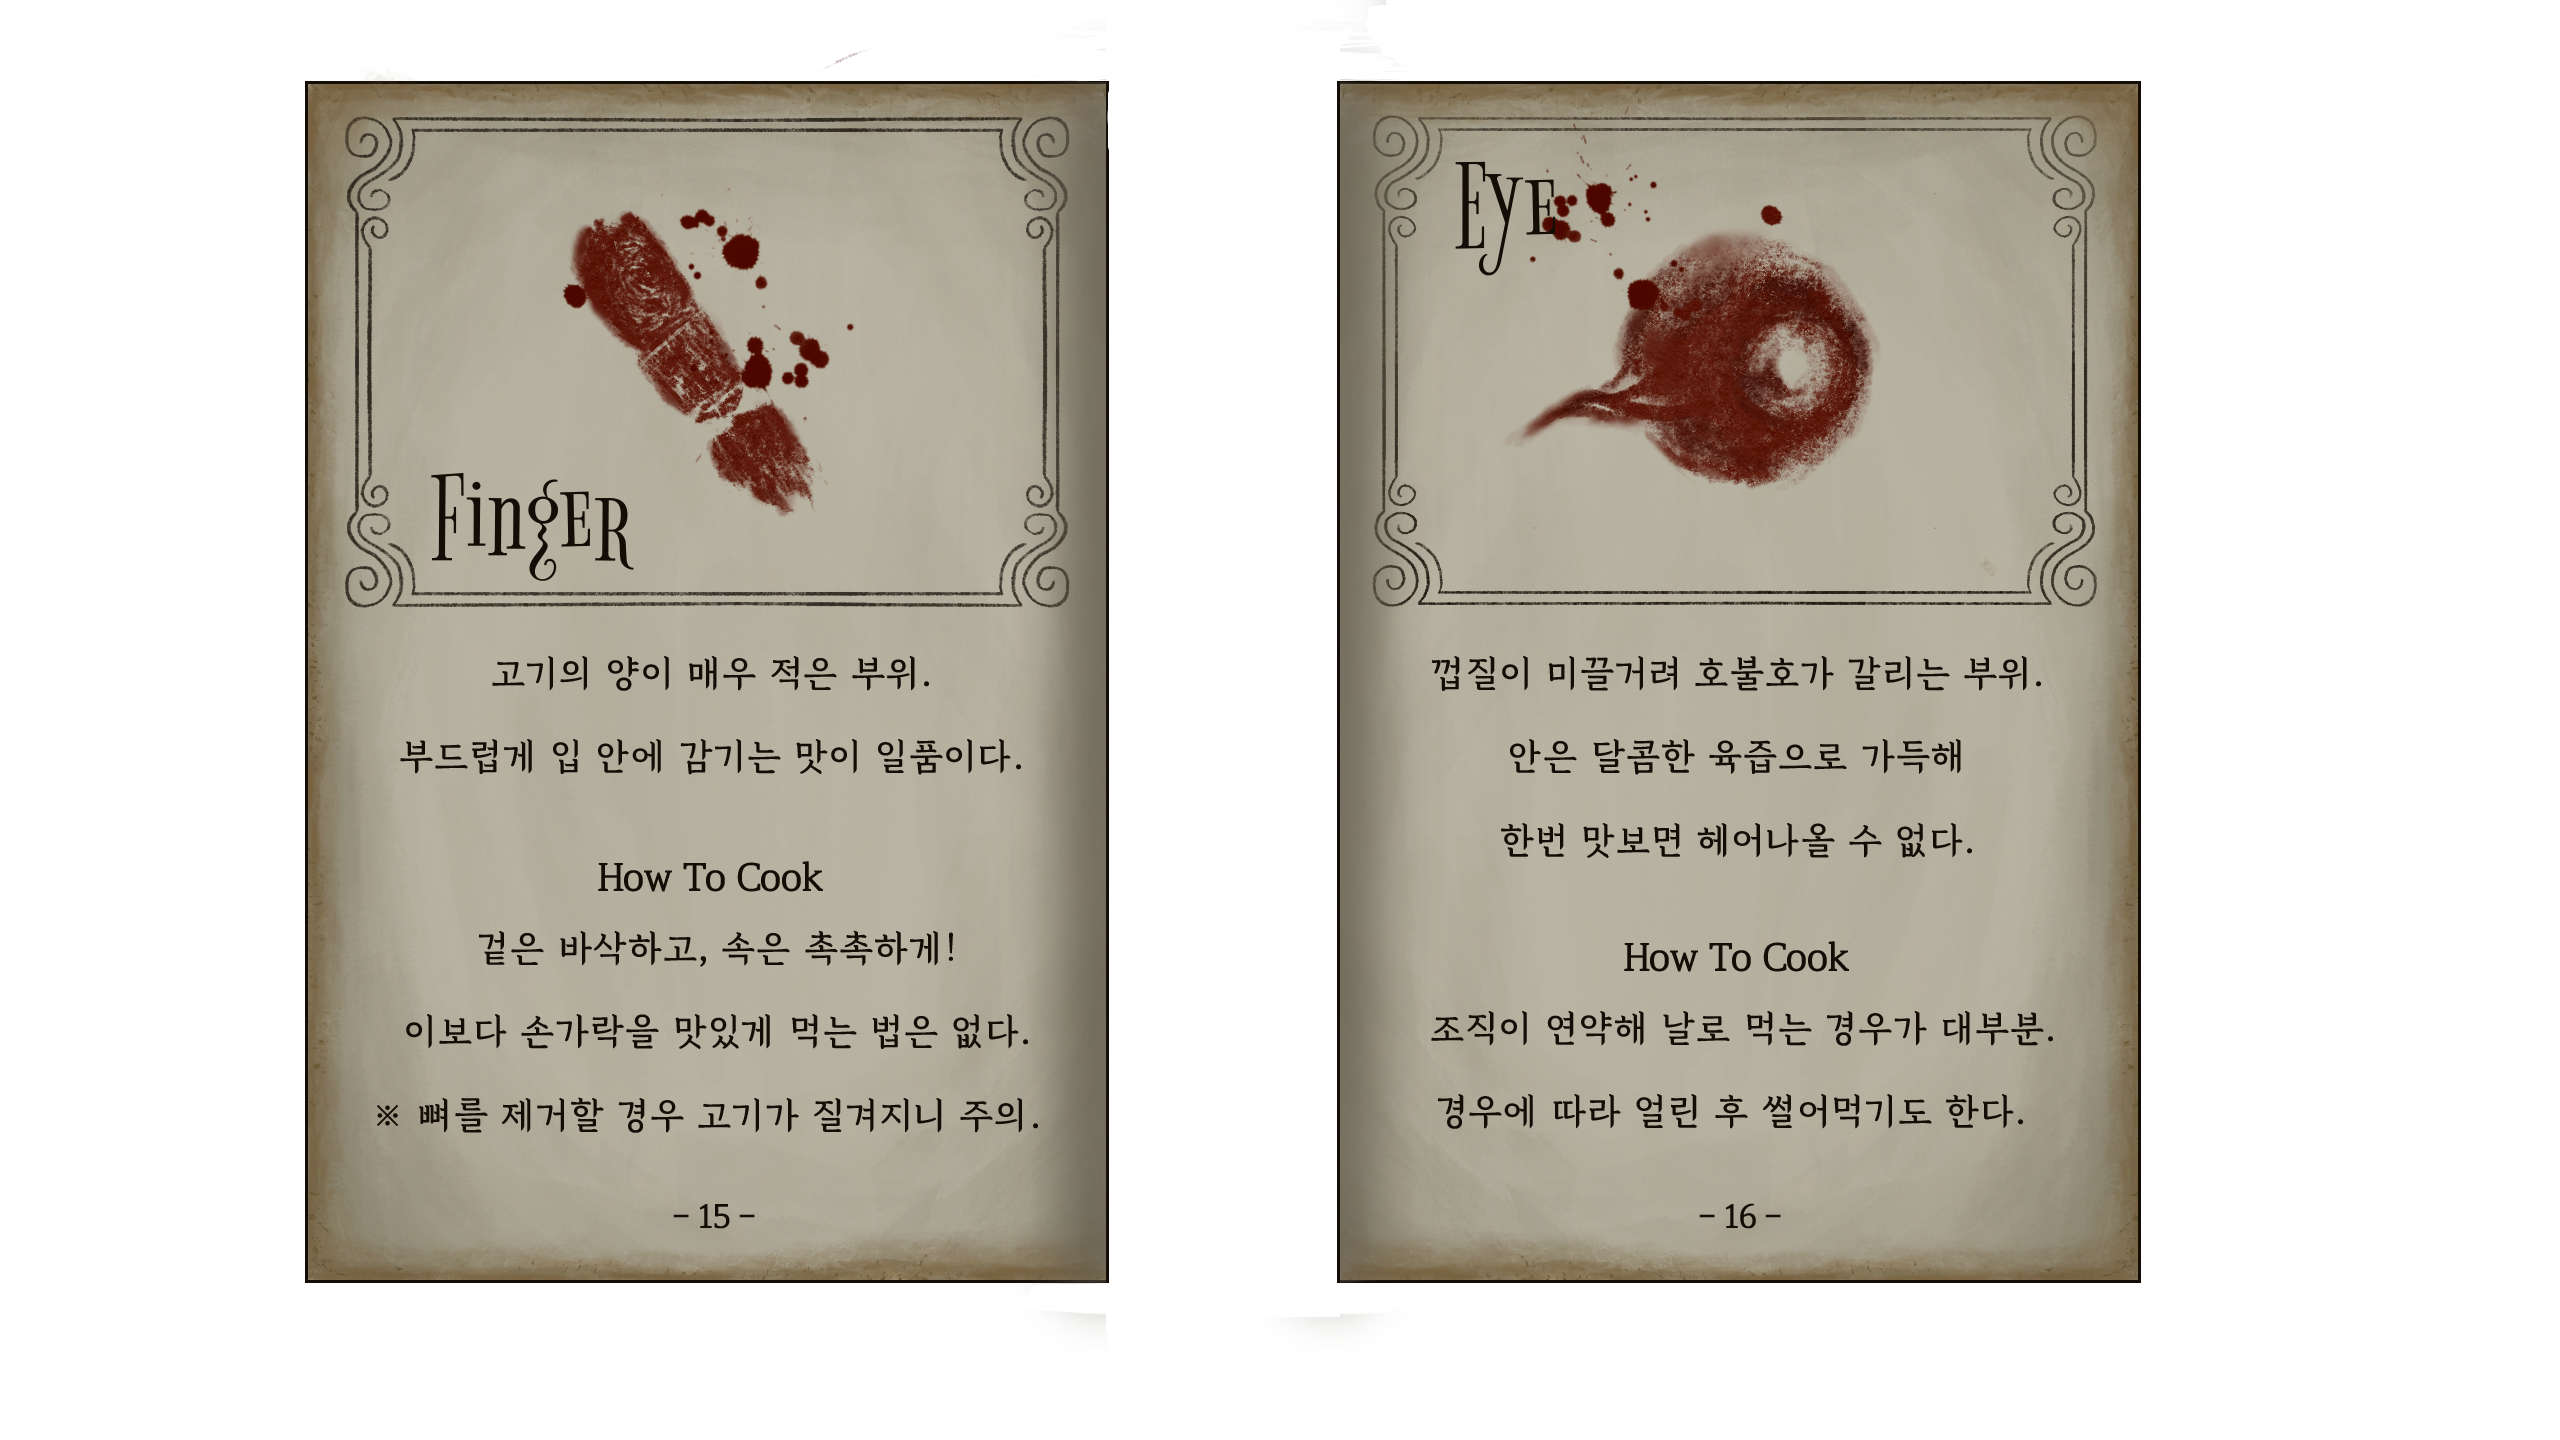 Finger
고기의 양이 매우 적은 부위.
부드럽게 입 안에 감기는 맛이 일품이다.
How To Cook
겉은 바삭하고, 속은 촉촉하게!
이보다 손가락을 맛있게 먹는 법은 없다.
※ 뼈를 제거할 경우 고기가 질겨지니 주의.
- 15 -
Eye
껍질이 미끌거려 호불호가 갈리는 부위.
안은 달콤한 육즙으로 가득해
한번 맛보면 헤어나올 수 없다.
How To Cook
조직이 연약해 날로 먹는 경우가 대부분.
경우에 따라 얼린 후 썰어먹기도 한다.
- 16 -